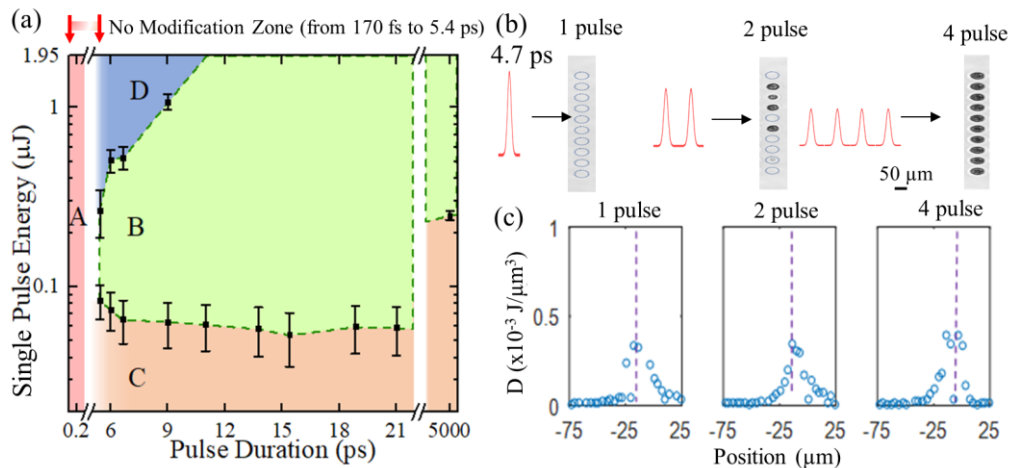 (a)
No Modification Zone (from 170 fs to 5.4 ps)
1.95
1
0.1
Single Pulse Energy (μJ)
A
B
C
D
0.2 6 9 12 15 18 21 5000
Pulse Duration (ps)
(b)
1 pulse
2 pulse
4 pulse
4.7 ps
50 μm
(c)
1 pulse
2 pulse
4 pulse
D (x10⁻³ J/μm³)
1
0.5
0
-75 -25 25 -75 -25 25 -75 -25 25
Position (μm)